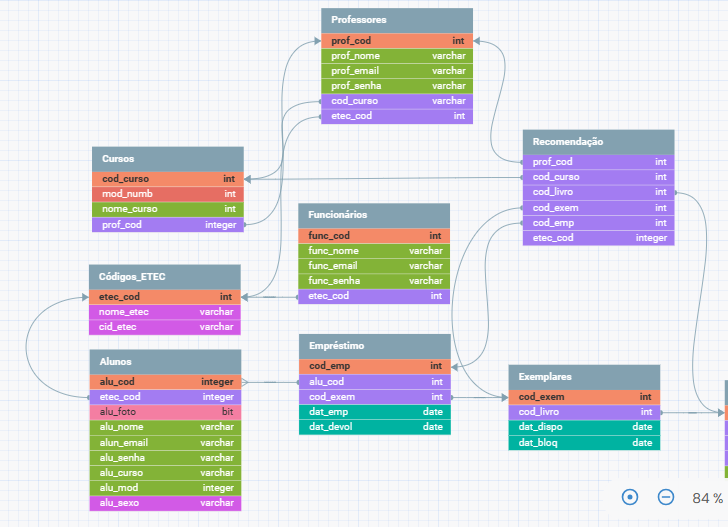 Professores
prof_cod int
prof_nome varchar
prof_email varchar
prof_senha varchar
cod_curso varchar
etec_cod int
Recomendação
prof_cod int
cod_curso int
cod_livro int
cod_exem int
cod_emp int
etec_cod integer
Cursos
cod_curso int
mod_numb int
nome_curso int
prof_cod integer
Funcionários
func_cod int
func_nome varchar
func_email varchar
func_senha varchar
etec_cod int
Códigos_ETEC
etec_cod int
nome_etec varchar
cid_etec varchar
Empréstimo
cod_emp int
alu_cod int
cod_exem int
dat_emp date
dat_devol date
Alunos
alu_cod integer
etec_cod integer
alu_foto bit
alu_nome varchar
alun_email varchar
alu_senha varchar
alu_curso varchar
alu_mod integer
alu_sexo varchar
Exemplares
cod_exem int
cod_livro int
dat_dispo date
dat_bloq date
84 %